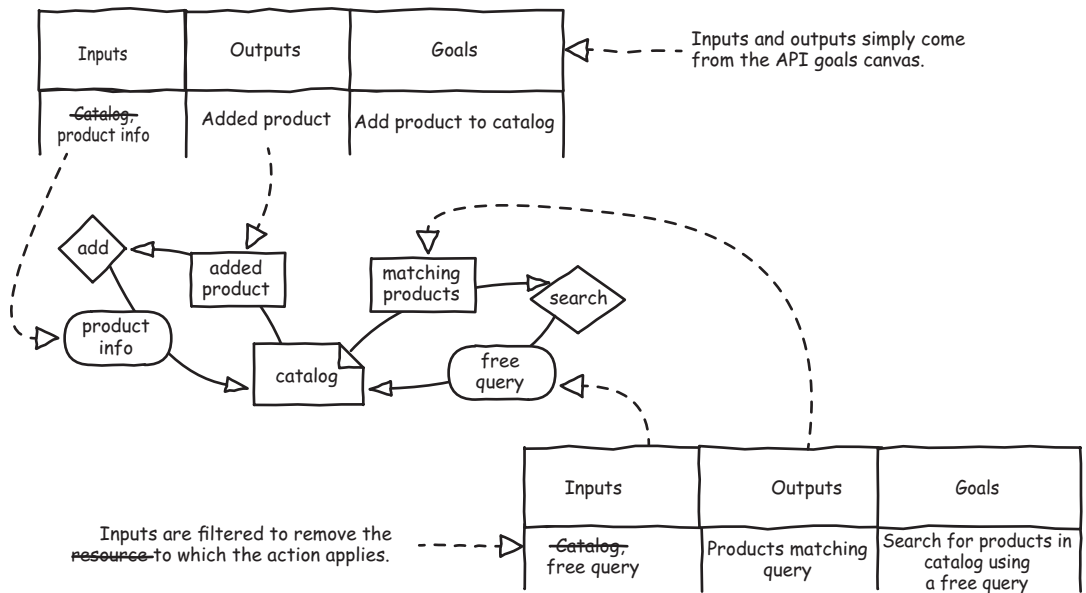 Inputs
Outputs
Goals
Inputs and outputs simply come
from the API goals canvas.
Catalog,
product info
Added product
Add product to catalog
add
added
product
matching
products
search
product
info
catalog
free
query
Inputs
Outputs
Goals
Inputs are filtered to remove the
resource to which the action applies.
Catalog,
free query
Products matching
query
Search for products in
catalog using
a free query